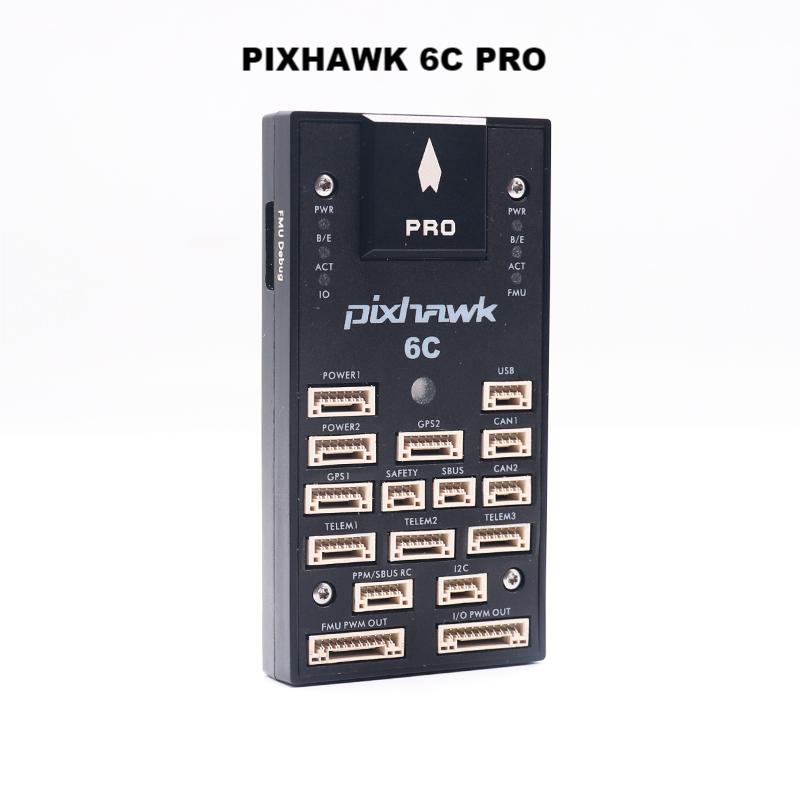 PIXHAWK 6C PRO
PRO
PWR
B/E
ACT
IO
PWR
B/E
ACT
FMU
FMU Debug
pixhawk
6C
POWER1
USB
POWER2
GPS2
CAN1
GPS1
SAFETY
SBUS
CAN2
TELEM1
TELEM2
TELEM3
PPM/SBUS RC
I2C
FMU PWM OUT
I/O PWM OUT